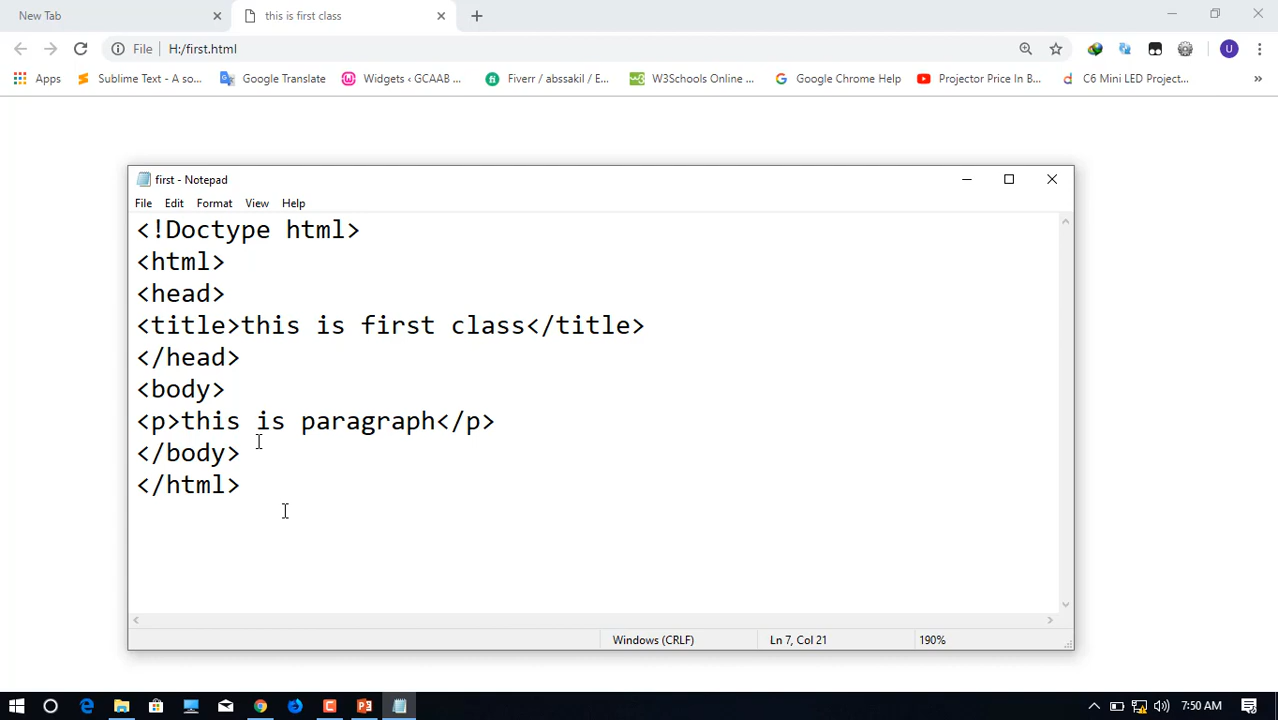 New Tab
this is first class
File
H:/first.html
U
Apps
Sublime Text - A so...
Google Translate
Widgets ‹ GCAAB ...
fi
Fiverr / abssakil / E...
W3Schools Online ...
Google Chrome Help
Projector Price In B...
C6 Mini LED Project...
»
first - Notepad
File Edit Format View Help
<!Doctype html>
<html>
<head>
<title>this is first class</title>
</head>
<body>
<p>this is paragraph</p>
</body>
</html>
Windows (CRLF)
Ln 7, Col 21
190%
7:50 AM